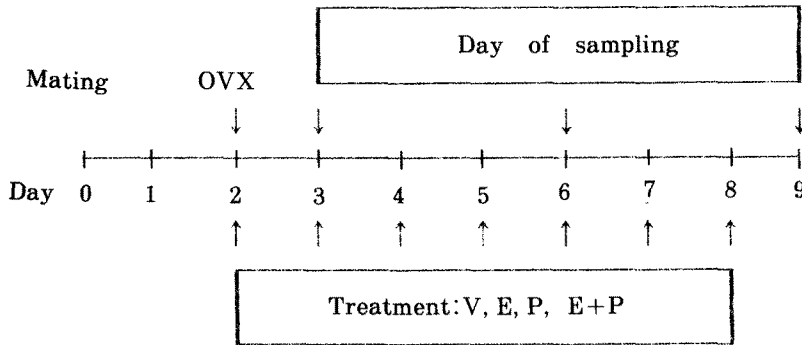 Day of sampling
Mating OVX
Day 0 1 2 3 4 5 6 7 8 9
Treatment: V, E, P, E+P